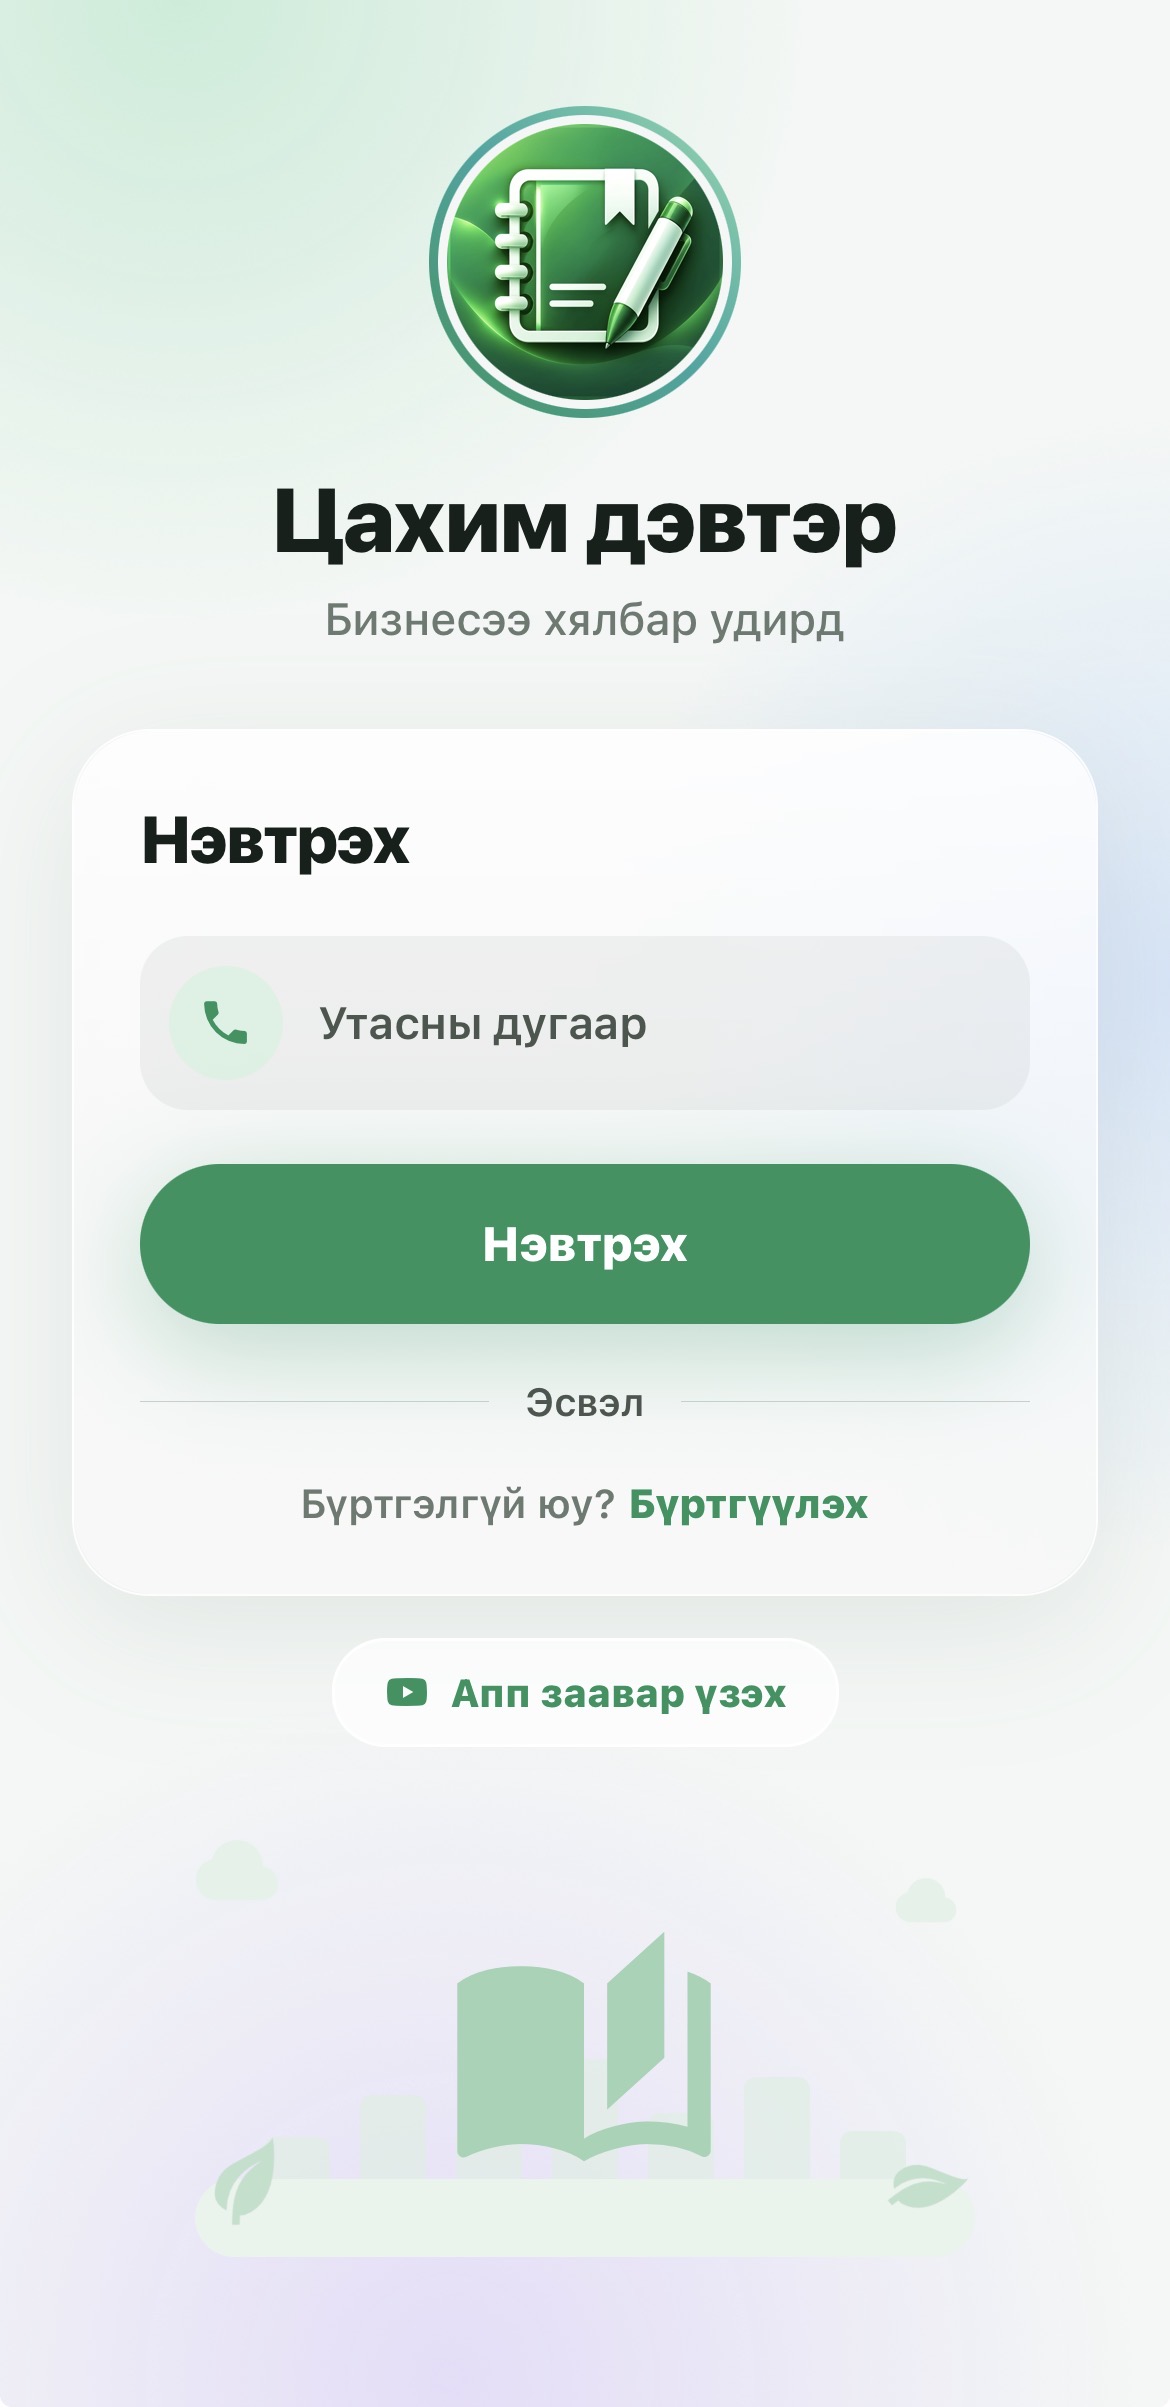 Цахим дэвтэр
Бизнесээ хялбар удирд
Нэвтрэх
Утасны дугаар
Нэвтрэх
Эсвэл
Бүртгэлгүй юу? Бүртгүүлэх
Апп заавар үзэх